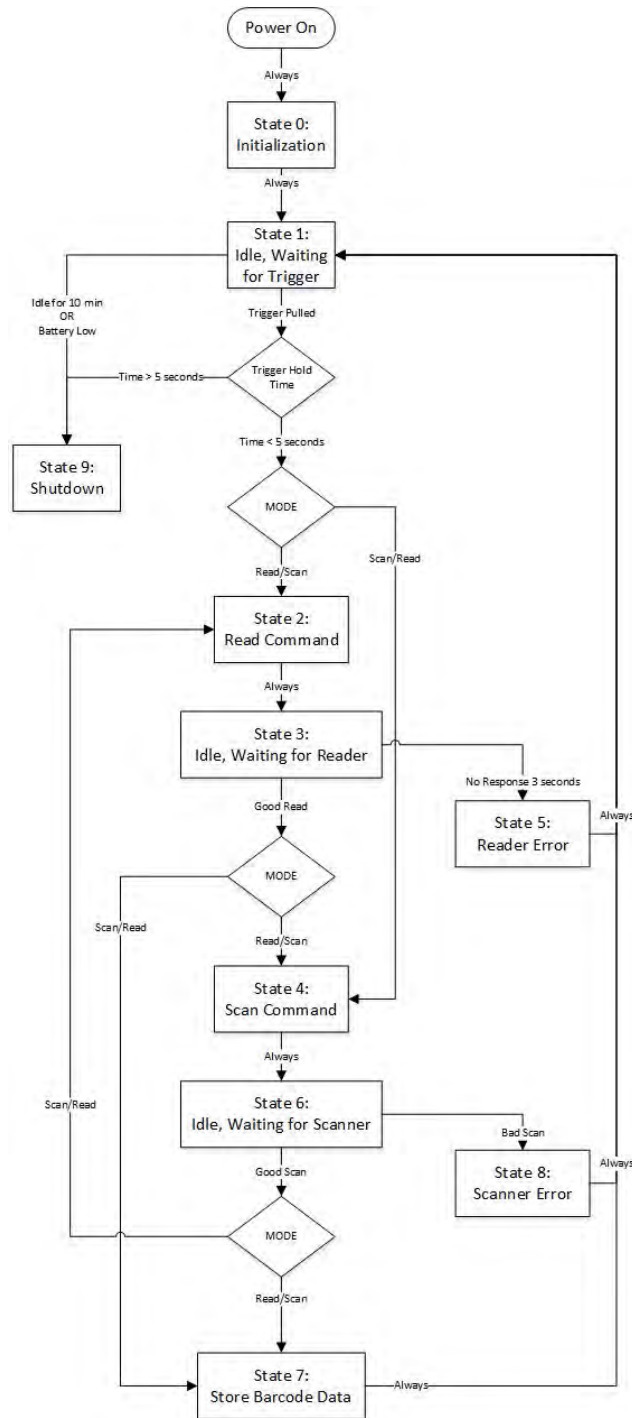 Power On
Always
State 0:
Initialization
Always
State 1:
Idle, Waiting
for Trigger
Idle for 10 min
OR
Battery Low
Trigger Pulled
Trigger Hold
Time
Time > 5 seconds
Time < 5 seconds
State 9:
Shutdown
MODE
Scan/Read
Read/Scan
State 2:
Read Command
Always
State 3:
Idle, Waiting for Reader
No Response 3 seconds
Good Read
State 5:
Reader Error
Always
MODE
Scan/Read
Read/Scan
State 4:
Scan Command
Always
State 6:
Idle, Waiting for Scanner
Scan/Read
Bad Scan
Good Scan
State 8:
Scanner Error
Always
MODE
Read/Scan
State 7:
Store Barcode Data
Always